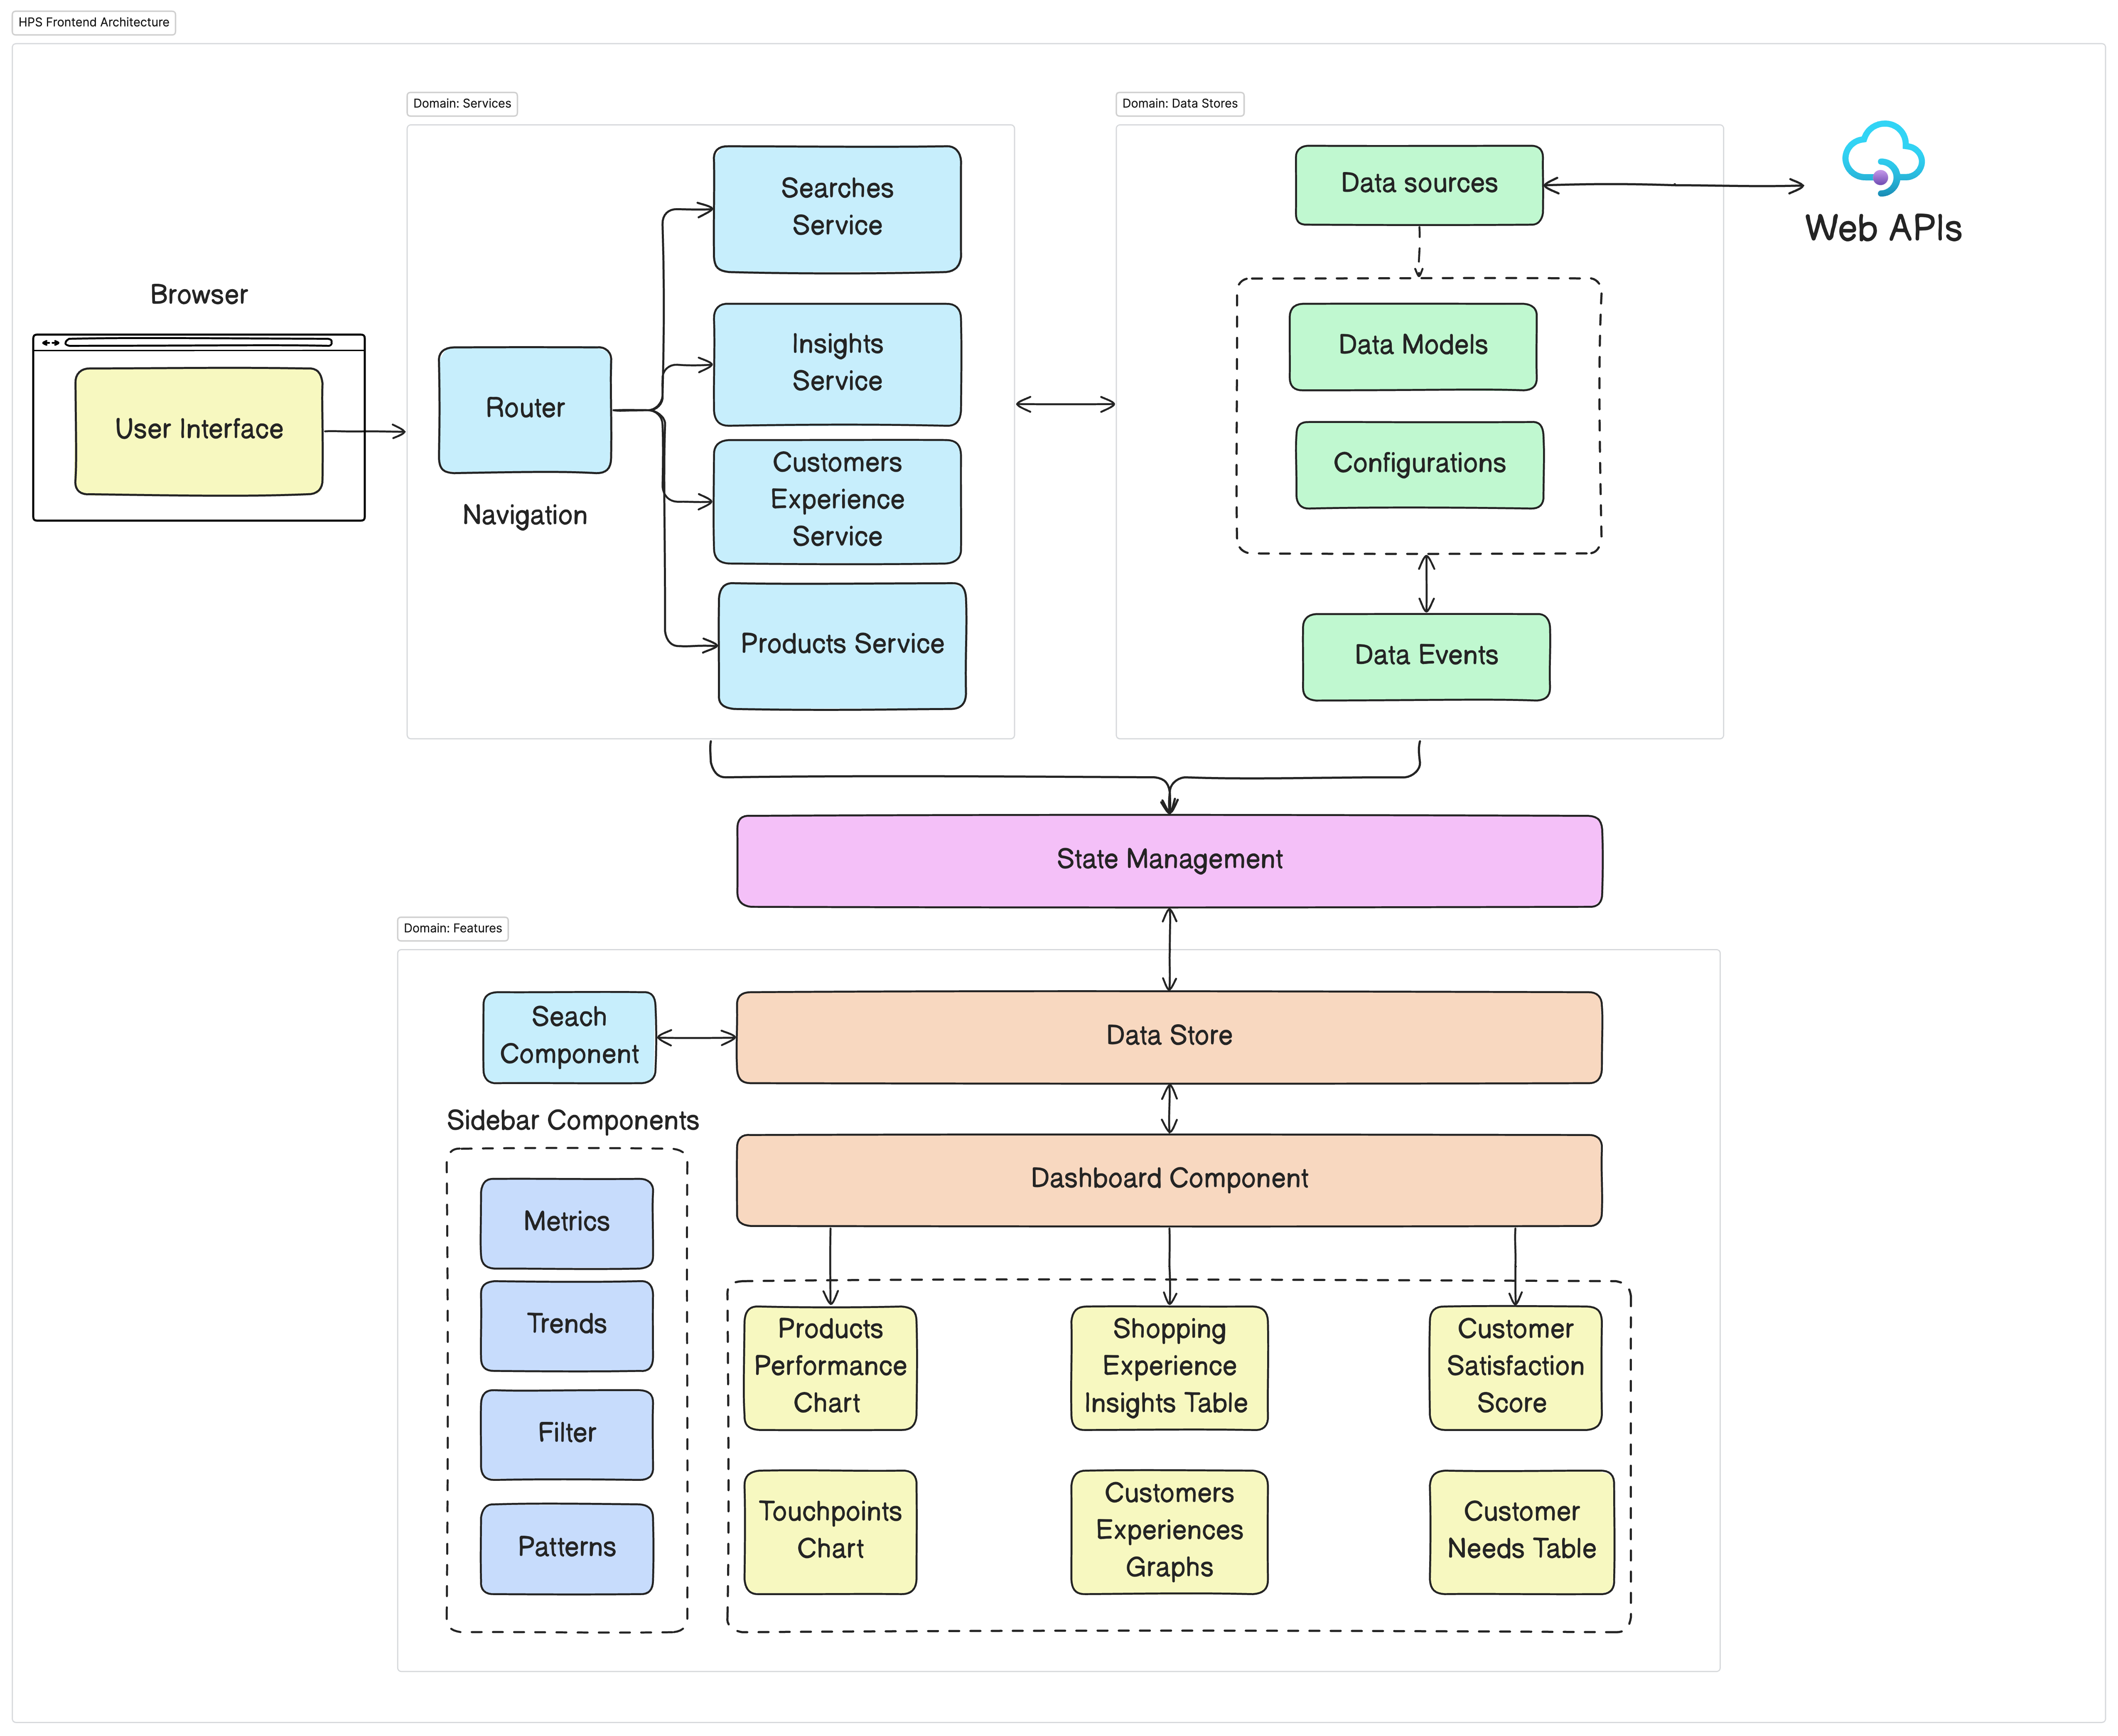 HPS Frontend Architecture
Domain: Services
Domain: Data Stores
Searches
Service
Data sources
Web APIs
Browser
User Interface
Router
Navigation
Insights
Service
Customers
Experience
Service
Products Service
Data Models
Configurations
Data Events
State Management
Domain: Features
Seach
Component
Data Store
Sidebar Components
Dashboard Component
Metrics
Trends
Filter
Patterns
Products
Performance
Chart
Shopping
Experience
Insights Table
Customer
Satisfaction
Score
Touchpoints
Chart
Customers
Experiences
Graphs
Customer
Needs Table